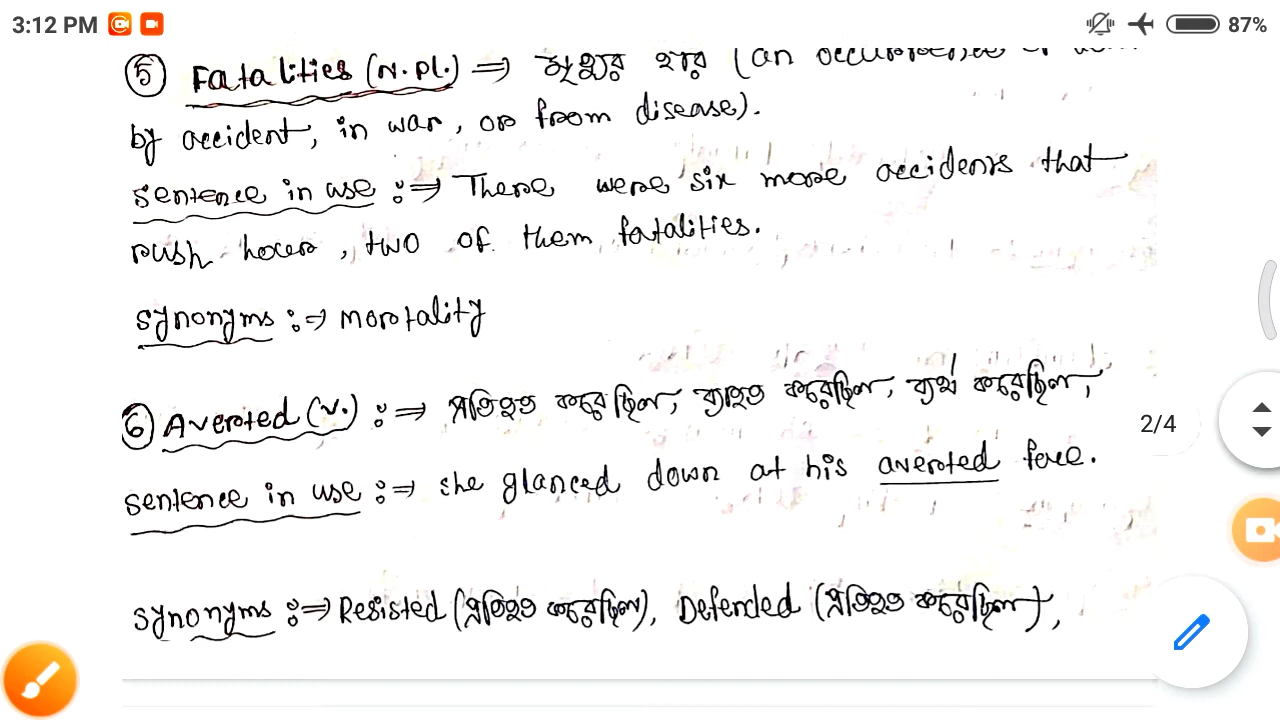 3:12 PM 87%
⑤ Fatalities (N.pl.) ⇒ মৃত্যুর হার (an occurrence of
by accident, in war, or from disease).
Sentence in use :⇒ There were six more accidents that
rush hour, two of them fatalities.
Synonyms :⇒ mortality
⑥ Averted (v.) :⇒ প্রতিহত করেছিল, ব্যাহত করেছিল, ব্যর্থ করেছিল,
2/4
Sentence in use :⇒ she glanced down at his averted face.
Synonyms :⇒ Resisted (প্রতিহত করেছিল), Defended (প্রতিহত করেছিল),